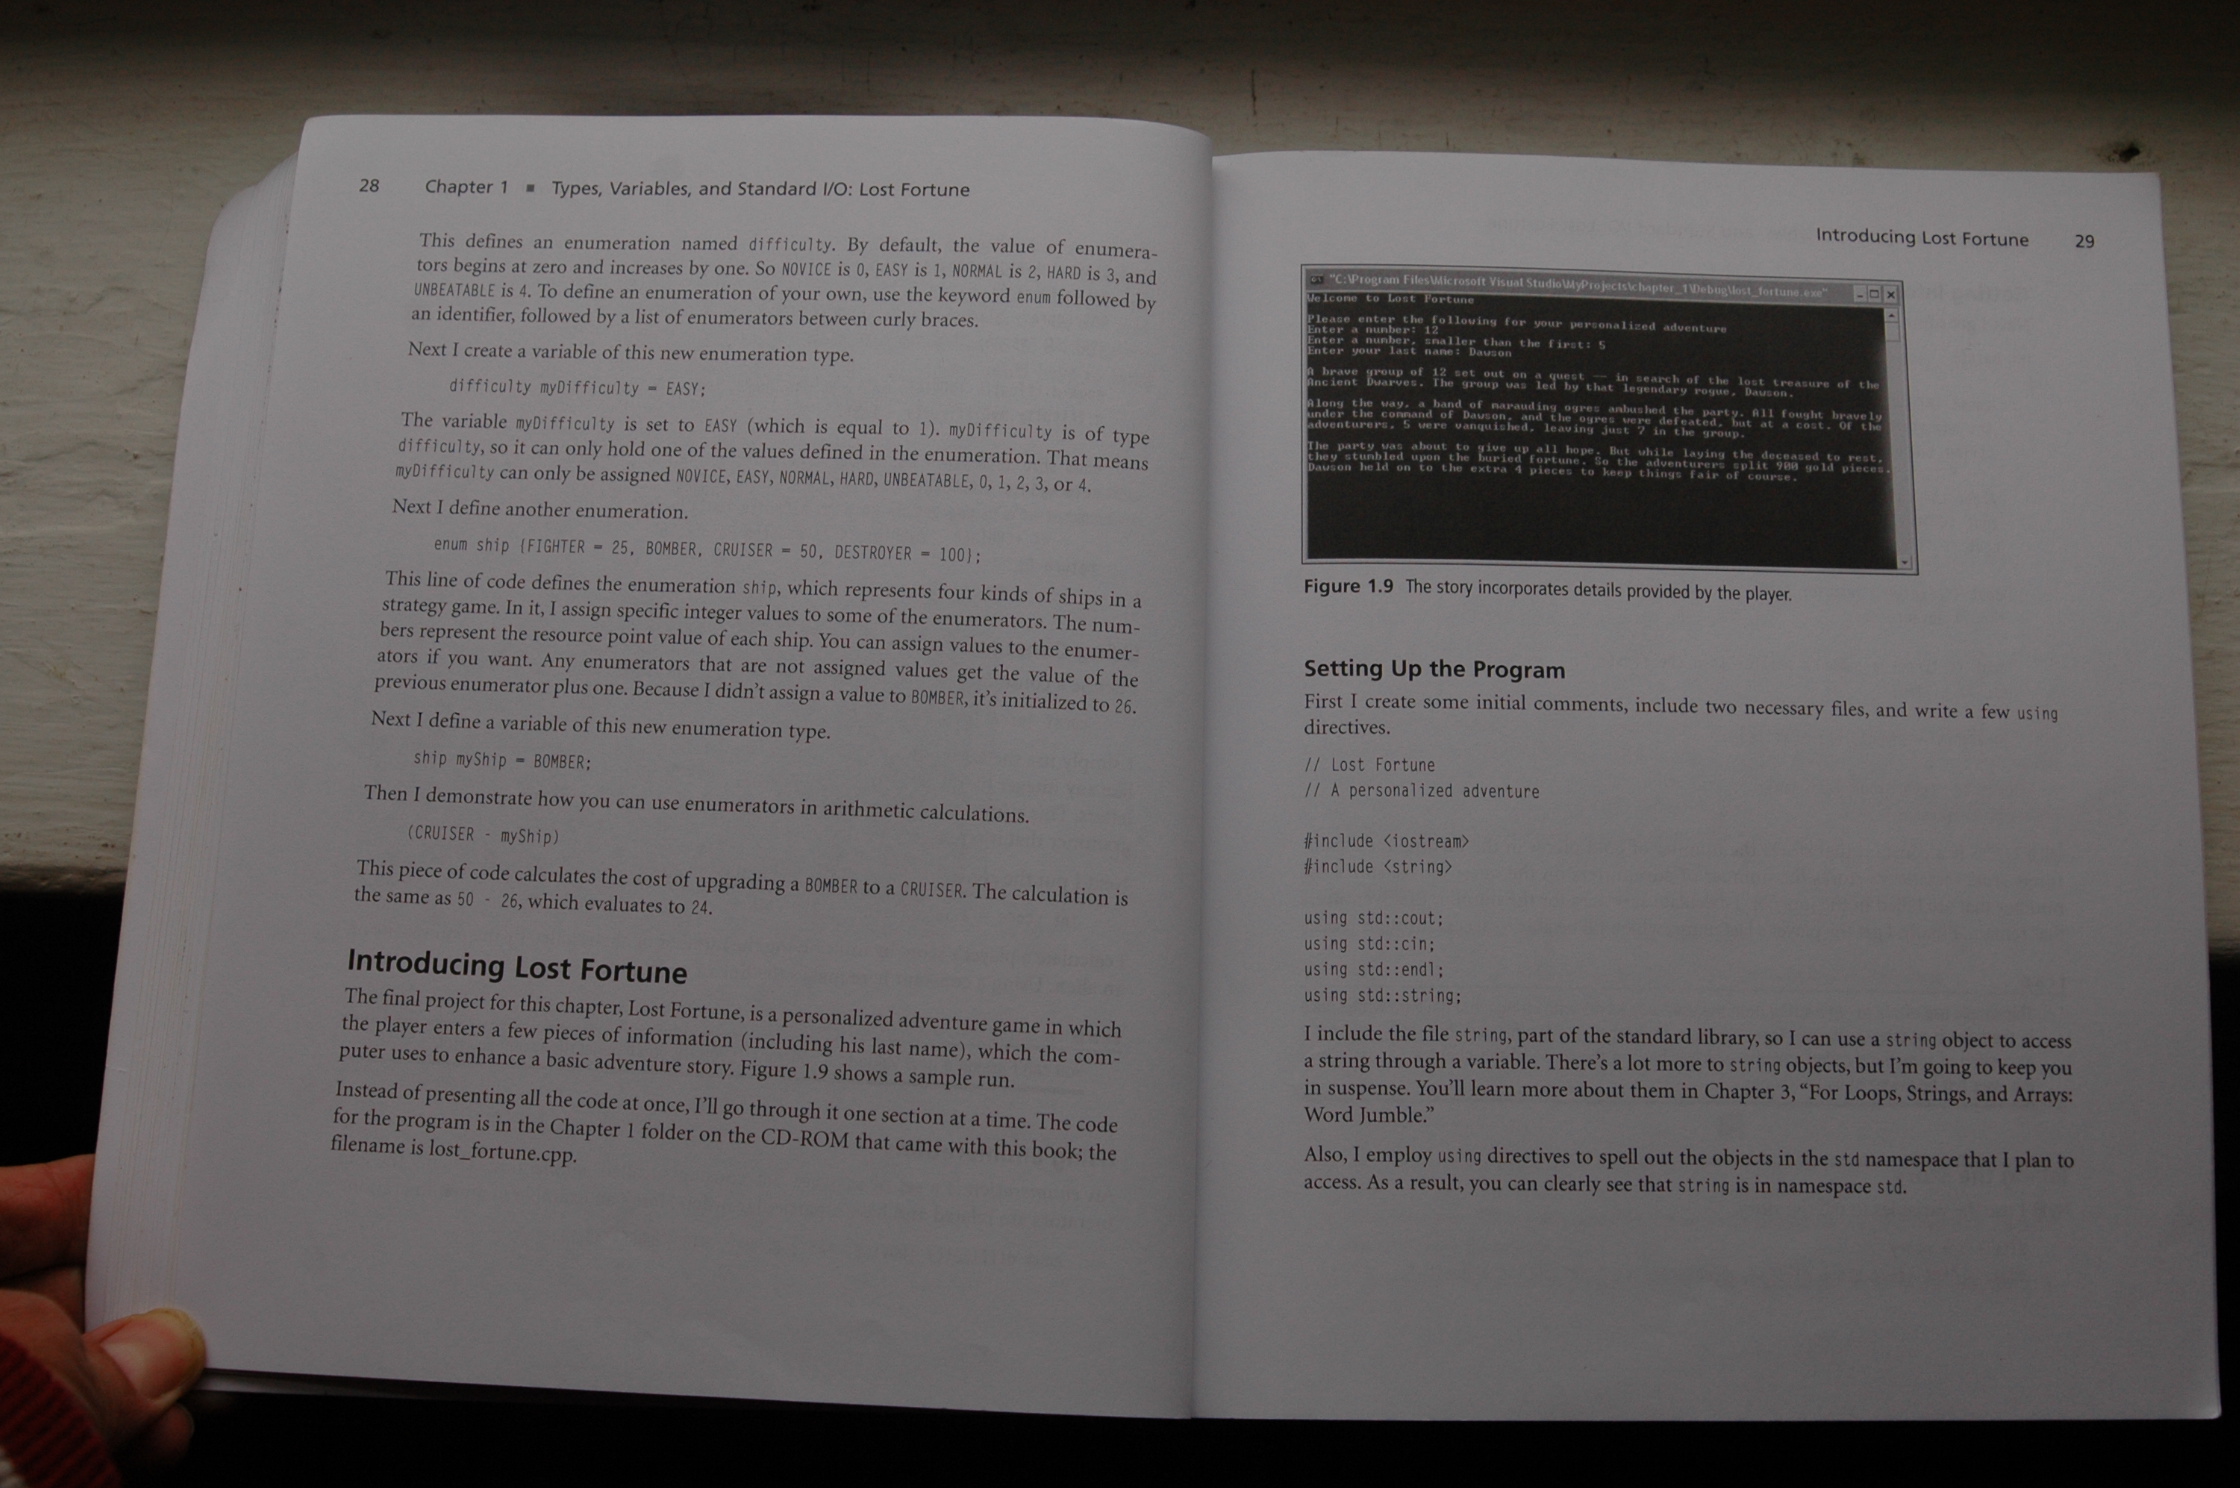 28 Chapter 1 ■ Types, Variables, and Standard I/O: Lost Fortune
This defines an enumeration named difficulty. By default, the value of enumera-
tors begins at zero and increases by one. So NOVICE is 0, EASY is 1, NORMAL is 2, HARD is 3, and
UNBEATABLE is 4. To define an enumeration of your own, use the keyword enum followed by
an identifier, followed by a list of enumerators between curly braces.
Next I create a variable of this new enumeration type.
difficulty myDifficulty = EASY;
The variable myDifficulty is set to EASY (which is equal to 1). myDifficulty is of type
difficulty, so it can only hold one of the values defined in the enumeration. That means
myDifficulty can only be assigned NOVICE, EASY, NORMAL, HARD, UNBEATABLE, 0, 1, 2, 3, or 4.
Next I define another enumeration.
enum ship {FIGHTER = 25, BOMBER, CRUISER = 50, DESTROYER = 100};
This line of code defines the enumeration ship, which represents four kinds of ships in a
strategy game. In it, I assign specific integer values to some of the enumerators. The num-
bers represent the resource point value of each ship. You can assign values to the enumer-
ators if you want. Any enumerators that are not assigned values get the value of the
previous enumerator plus one. Because I didn't assign a value to BOMBER, it's initialized to 26.
Next I define a variable of this new enumeration type.
ship myShip = BOMBER;
Then I demonstrate how you can use enumerators in arithmetic calculations.
(CRUISER - myShip)
This piece of code calculates the cost of upgrading a BOMBER to a CRUISER. The calculation is
the same as 50 - 26, which evaluates to 24.
Introducing Lost Fortune
The final project for this chapter, Lost Fortune, is a personalized adventure game in which
the player enters a few pieces of information (including his last name), which the com-
puter uses to enhance a basic adventure story. Figure 1.9 shows a sample run.
Instead of presenting all the code at once, I'll go through it one section at a time. The code
for the program is in the Chapter 1 folder on the CD-ROM that came with this book; the
filename is lost_fortune.cpp.
Introducing Lost Fortune 29
"C:\Program Files\Microsoft Visual Studio\MyProjects\chapter_1\Debug\lost_fortune.exe"
Welcome to Lost Fortune
Please enter the following for your personalized adventure
Enter a number: 12
Enter a number, smaller than the first: 5
Enter your last name: Dawson
A brave group of 12 set out on a quest -- in search of the lost treasure of the
Ancient Dwarves. The group was led by that legendary rogue, Dawson.
Along the way, a band of marauding ogres ambushed the party. All fought bravely
under the command of Dawson, and the ogres were defeated, but at a cost. Of the
adventurers, 5 were vanquished, leaving just 7 in the group.
The party was about to give up all hope. But while laying the deceased to rest,
they stumbled upon the buried fortune. So the adventurers split 900 gold pieces.
Dawson held on to the extra 4 pieces to keep things fair of course.
Figure 1.9 The story incorporates details provided by the player.
Setting Up the Program
First I create some initial comments, include two necessary files, and write a few using
directives.
// Lost Fortune
// A personalized adventure
#include <iostream>
#include <string>
using std::cout;
using std::cin;
using std::endl;
using std::string;
I include the file string, part of the standard library, so I can use a string object to access
a string through a variable. There's a lot more to string objects, but I'm going to keep you
in suspense. You'll learn more about them in Chapter 3, "For Loops, Strings, and Arrays:
Word Jumble."
Also, I employ using directives to spell out the objects in the std namespace that I plan to
access. As a result, you can clearly see that string is in namespace std.